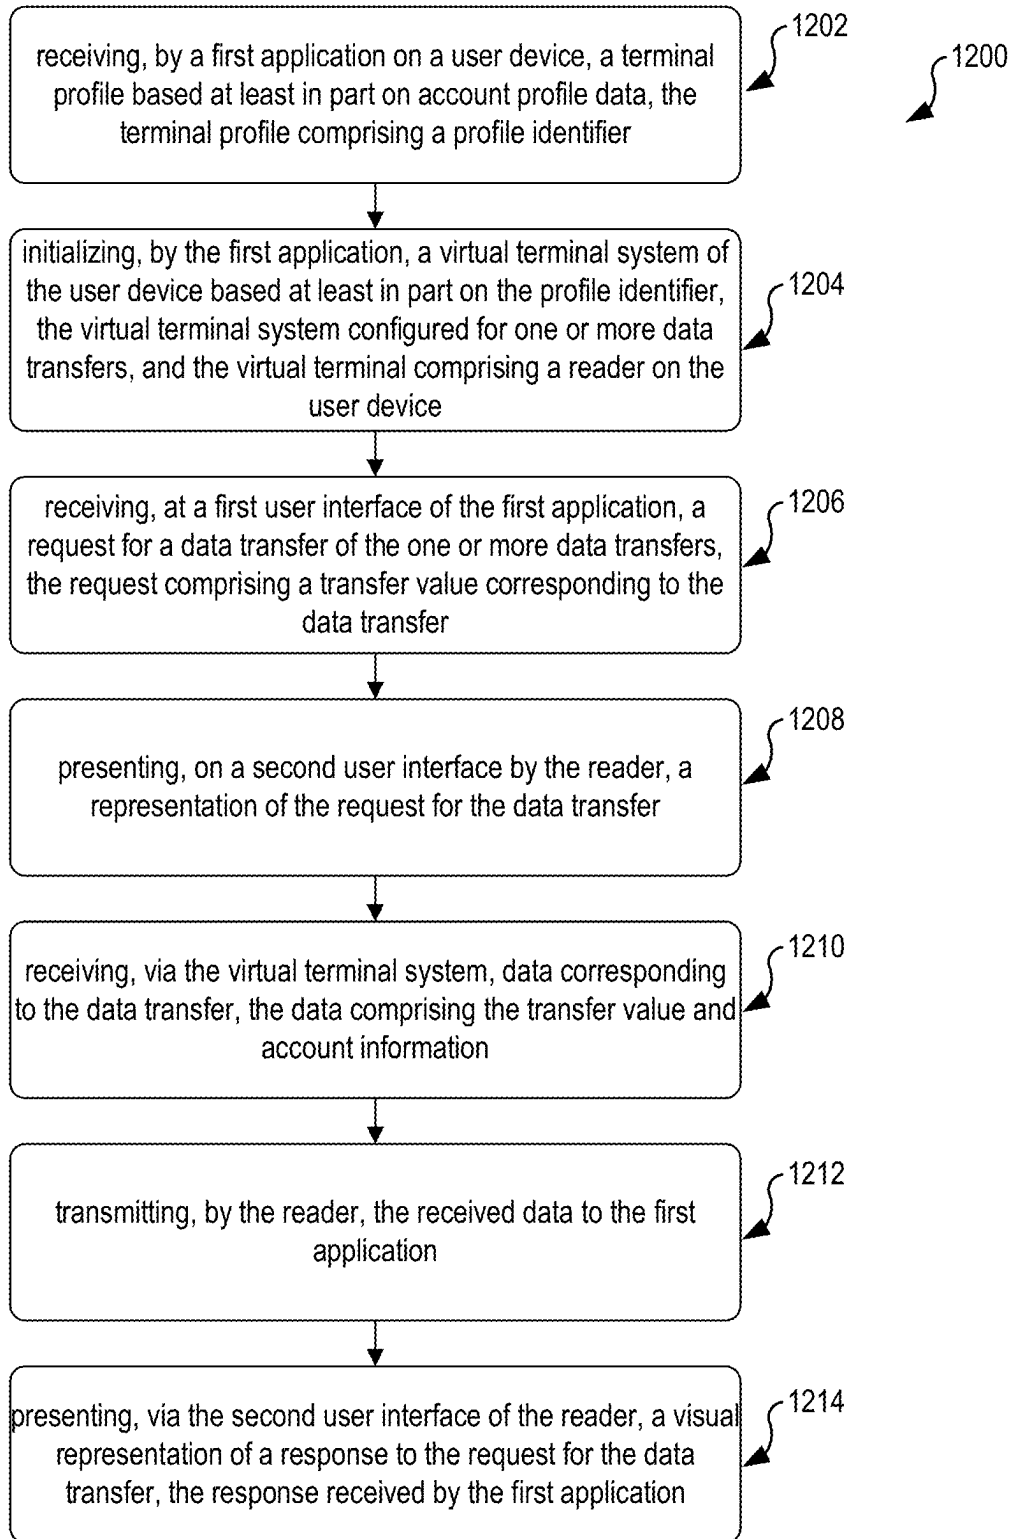 receiving, by a first application on a user device, a terminal
profile based at least in part on account profile data, the
terminal profile comprising a profile identifier
1202
1200
initializing, by the first application, a virtual terminal system of
the user device based at least in part on the profile identifier,
the virtual terminal system configured for one or more data
transfers, and the virtual terminal comprising a reader on the
user device
1204
receiving, at a first user interface of the first application, a
request for a data transfer of the one or more data transfers,
the request comprising a transfer value corresponding to the
data transfer
1206
presenting, on a second user interface by the reader, a
representation of the request for the data transfer
1208
receiving, via the virtual terminal system, data corresponding
to the data transfer, the data comprising the transfer value and
account information
1210
transmitting, by the reader, the received data to the first
application
1212
presenting, via the second user interface of the reader, a visual
representation of a response to the request for the data
transfer, the response received by the first application
1214